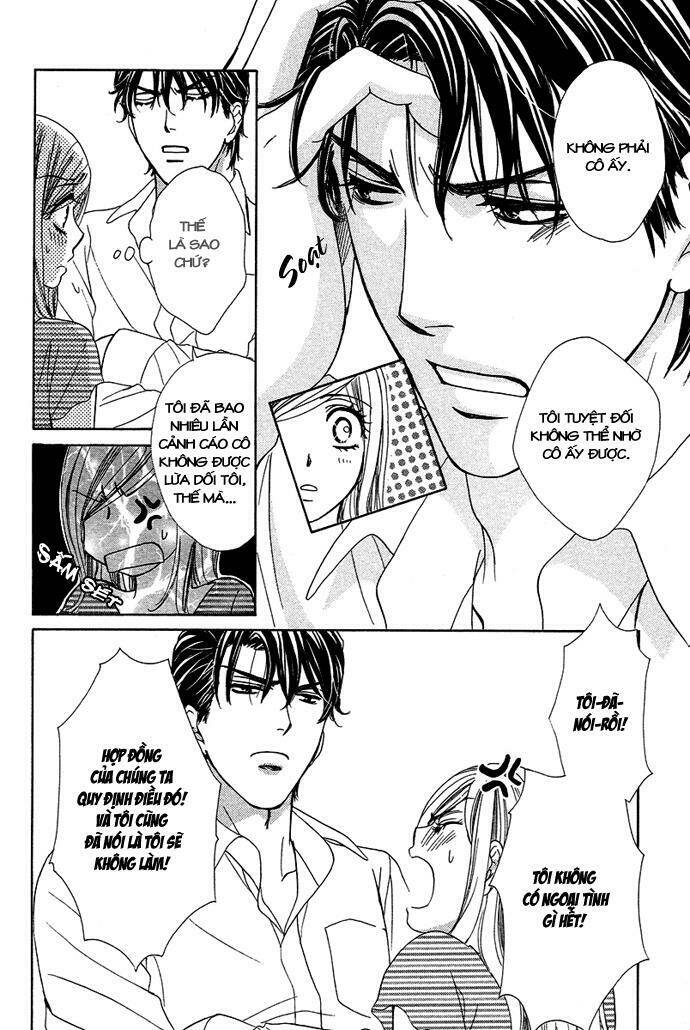 KHÔNG PHẢI
CÔ ẤY.
Soạt
TÔI TUYỆT ĐỐI
KHÔNG THỂ NHỜ
CÔ ẤY ĐƯỢC.
THẾ
LÀ SAO
CHỨ?
TÔI ĐÃ BAO
NHIÊU LẦN
CẢNH CÁO CÔ
KHÔNG ĐƯỢC
LỪA DỐI TÔI,
THẾ MÀ...
SẤM SÉT
TÔI-ĐÃ-
NÓI-RỒI!
TÔI KHÔNG
CÓ NGOẠI TÌNH
GÌ HẾT!
HỢP ĐỒNG
CỦA CHÚNG TA
QUY ĐỊNH ĐIỀU ĐÓ!
VÀ TÔI CŨNG
ĐÃ NÓI LÀ TÔI SẼ
KHÔNG LÀM!